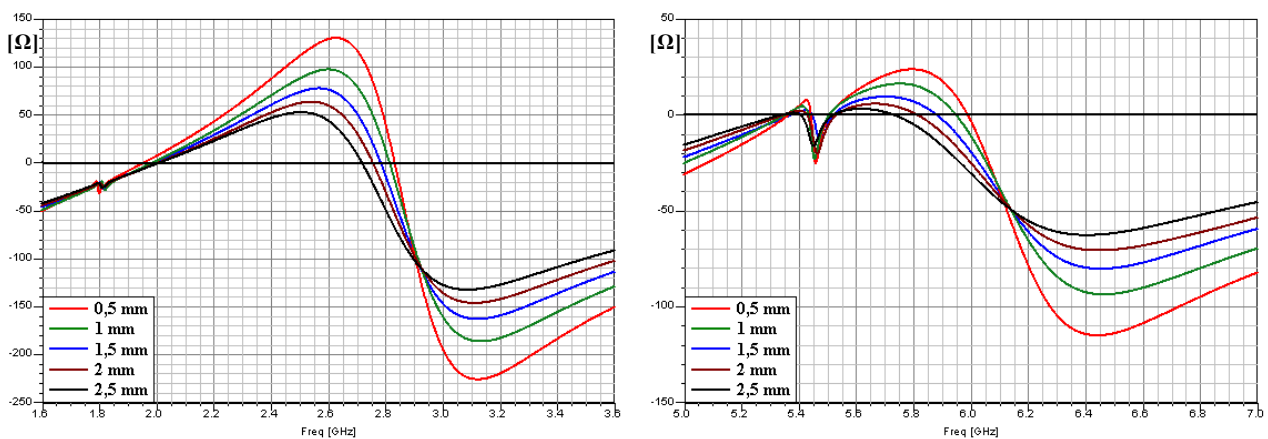 150
[Ω]
100
50
0
-50
-100
-150
-200
-250
0,5 mm
1 mm
1,5 mm
2 mm
2,5 mm
1.6 1.8 2.0 2.2 2.4 2.6 2.8 3.0 3.2 3.4 3.6
Freq [GHz]
50
[Ω]
0
-50
-100
-150
0,5 mm
1 mm
1,5 mm
2 mm
2,5 mm
5.0 5.2 5.4 5.6 5.8 6.0 6.2 6.4 6.6 6.8 7.0
Freq [GHz]